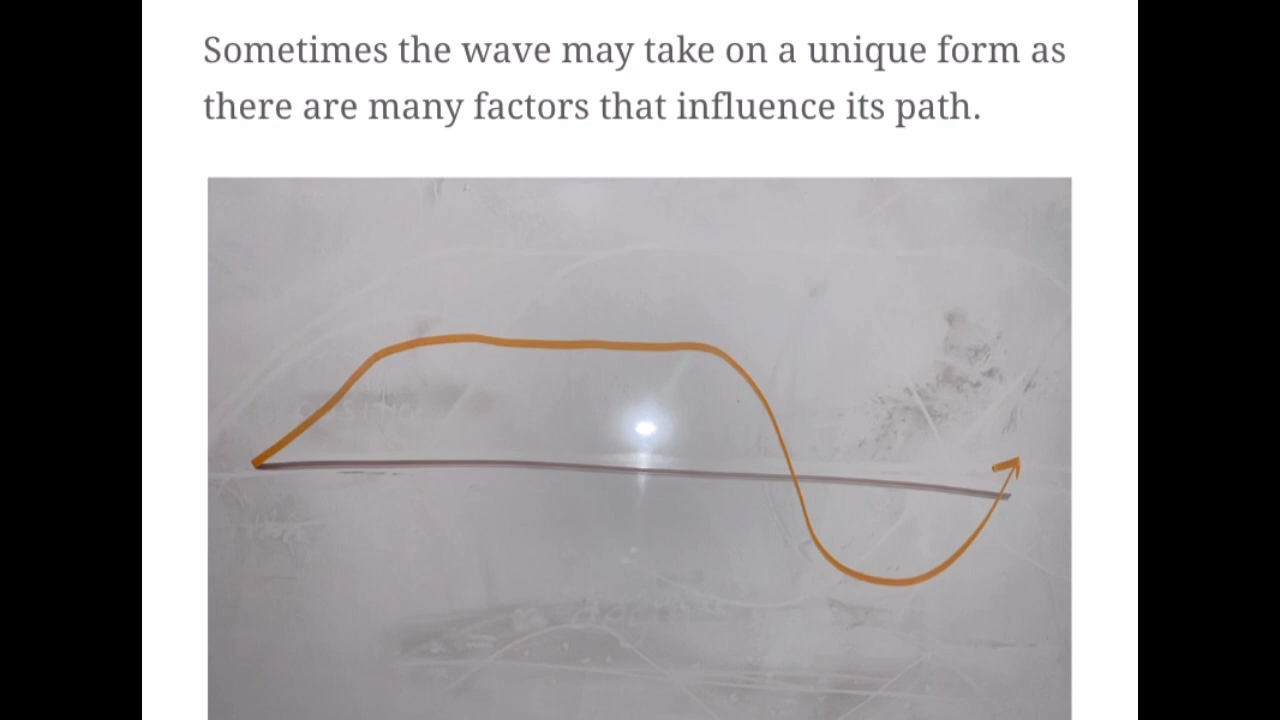 Sometimes the wave may take on a unique form as
there are many factors that influence its path.